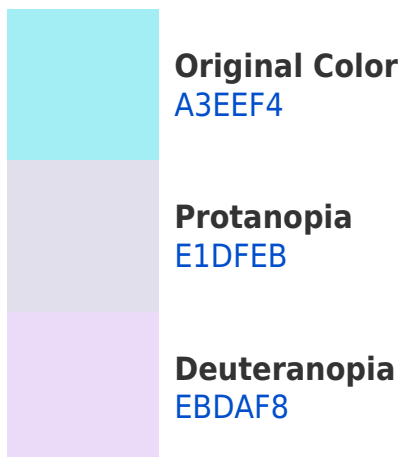 Original Color
A3EEF4
Protanopia
E1DFEB
Deuteranopia
EBDAF8